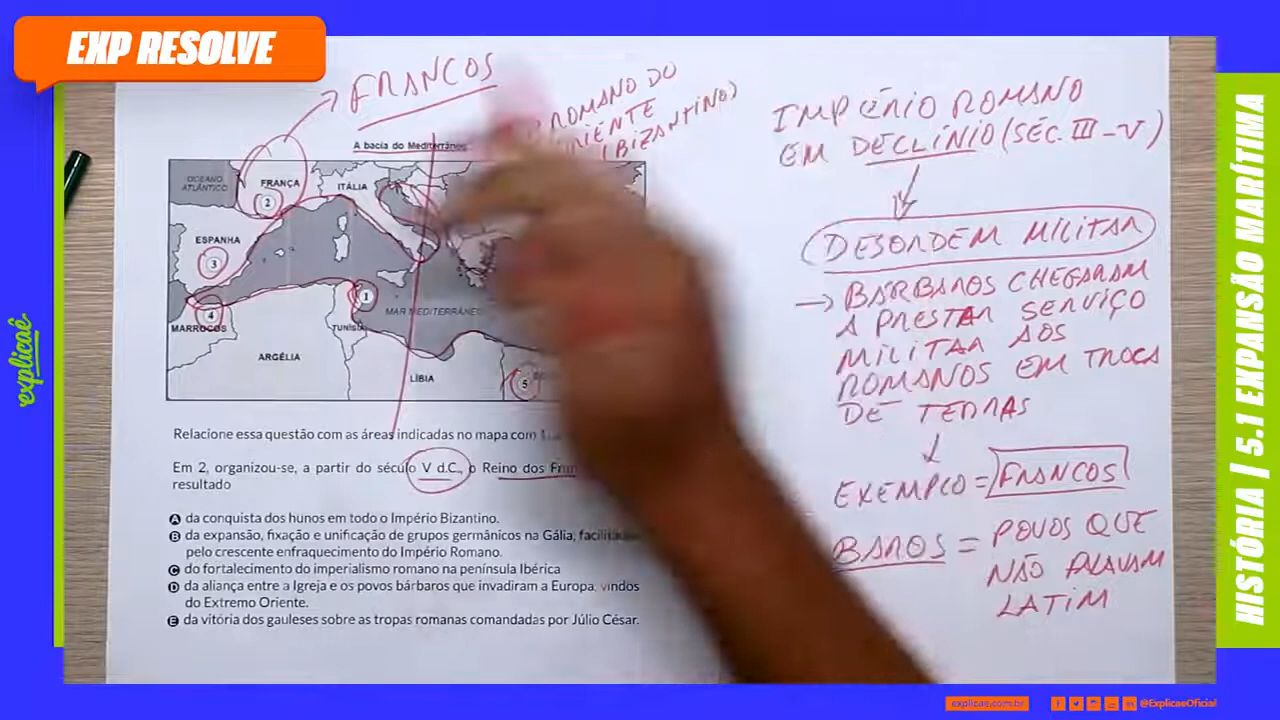 EXP RESOLVE
FRANCOS
ROMANO DO
(BIZANTINO)
A bacia do Mediterrâneo
OCEANO
ATLÂNTICO
FRANÇA
ITÁLIA
2
ESPANHA
3
4
MARROCOS
1
MAR MEDITERRÂNEO
ARGÉLIA
LÍBIA
5
Relacione essa questão com as áreas indicadas no mapa com
Em 2, organizou-se, a partir do século V d.C., o Reino dos
resultado
A da conquista dos hunos em todo o Império Bizantino.
B da expansão, fixação e unificação de grupos germânicos na Gália,
pelo crescente enfraquecimento do Império Romano.
C do fortalecimento do imperialismo romano na península Ibérica
D da aliança entre a Igreja e os povos bárbaros que invadiram a Europa, vindos
do Extremo Oriente.
E da vitória dos gauleses sobre as tropas romanas comandadas por Júlio César.
IMPÉRIO ROMANO
EM DECLÍNIO (SÉC. III-V)
DESORDEM MILITAR
→ BÁRBAROS CHEGARAM
A PRESTAR SERVIÇO
MILITAR AOS
ROMANOS EM TROCA
DE TERRAS
EXEMPLO = FRANCOS
BAROS = POVOS QUE
NÃO FALAVAM
LATIM
explicaê
HISTÓRIA | 5.1 EXPANSÃO MARÍTIMA
explicae.com.br
@ExplicaeOficial